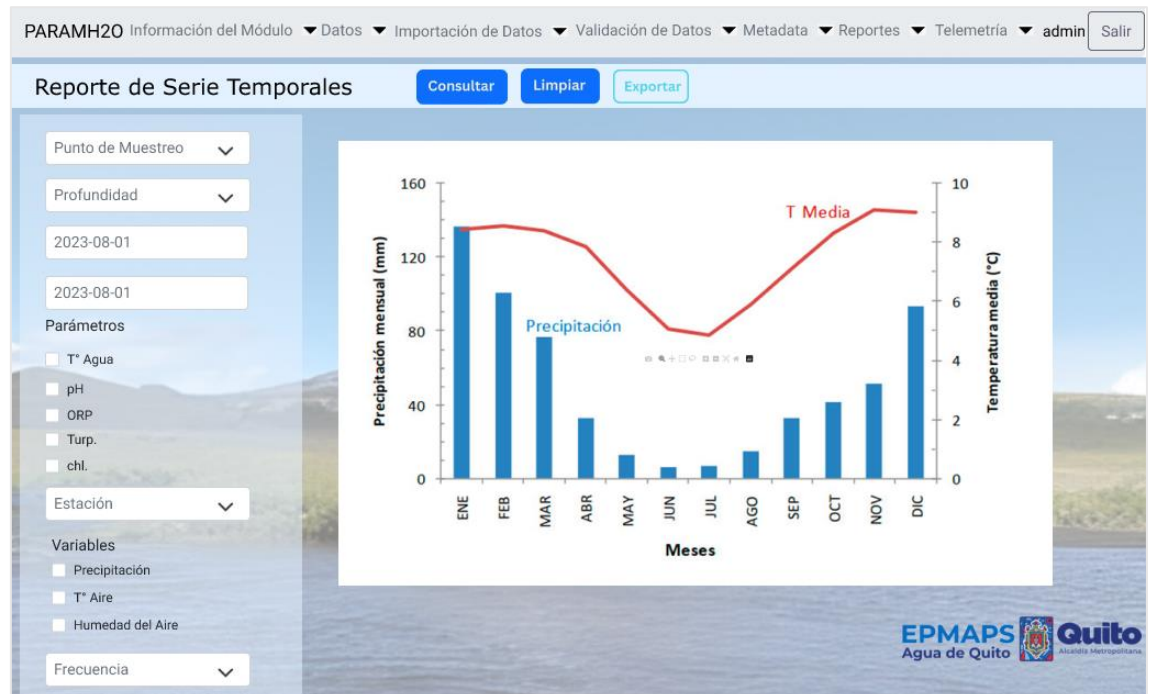 PARAMH2O Información del Módulo Datos Importación de Datos Validación de Datos Metadata Reportes Telemetría admin Salir
Reporte de Serie Temporales Consultar Limpiar Exportar
Punto de Muestreo
Profundidad
2023-08-01
2023-08-01
Parámetros
T° Agua
pH
ORP
Turp.
chl.
Estación
Variables
Precipitación
T° Aire
Humedad del Aire
Frecuencia
Precipitación mensual (mm)
160
120
80
40
0
T Media
Precipitación
10
8
6
4
2
0
Temperatura media (°C)
ENE FEB MAR ABR MAY JUN JUL AGO SEP OCT NOV DIC
Meses
EPMAPS
Agua de Quito
Quito
Alcaldía Metropolitana